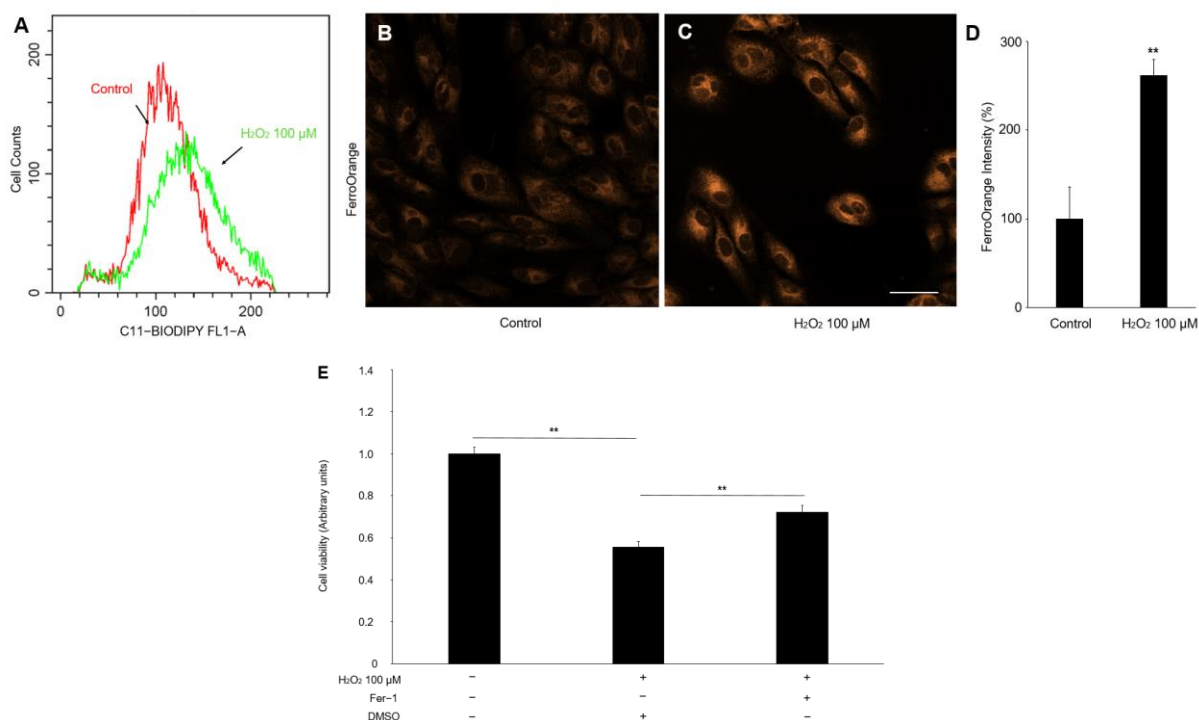 A
Cell Counts
200
100
0
Control
H2O2 100 μM
0
100
200
C11−BIODIPY FL1−A
FerroOrange
B
Control
C
H2O2 100 μM
D
FerroOrange Intensity (%)
300
200
100
0
**
Control
H2O2 100 μM
E
Cell viability (Arbitrary units)
1.4
1.2
1.0
0.8
0.6
0.4
0.2
0
**
**
H2O2 100 μM − + +
Fer−1 − − +
DMSO − + −